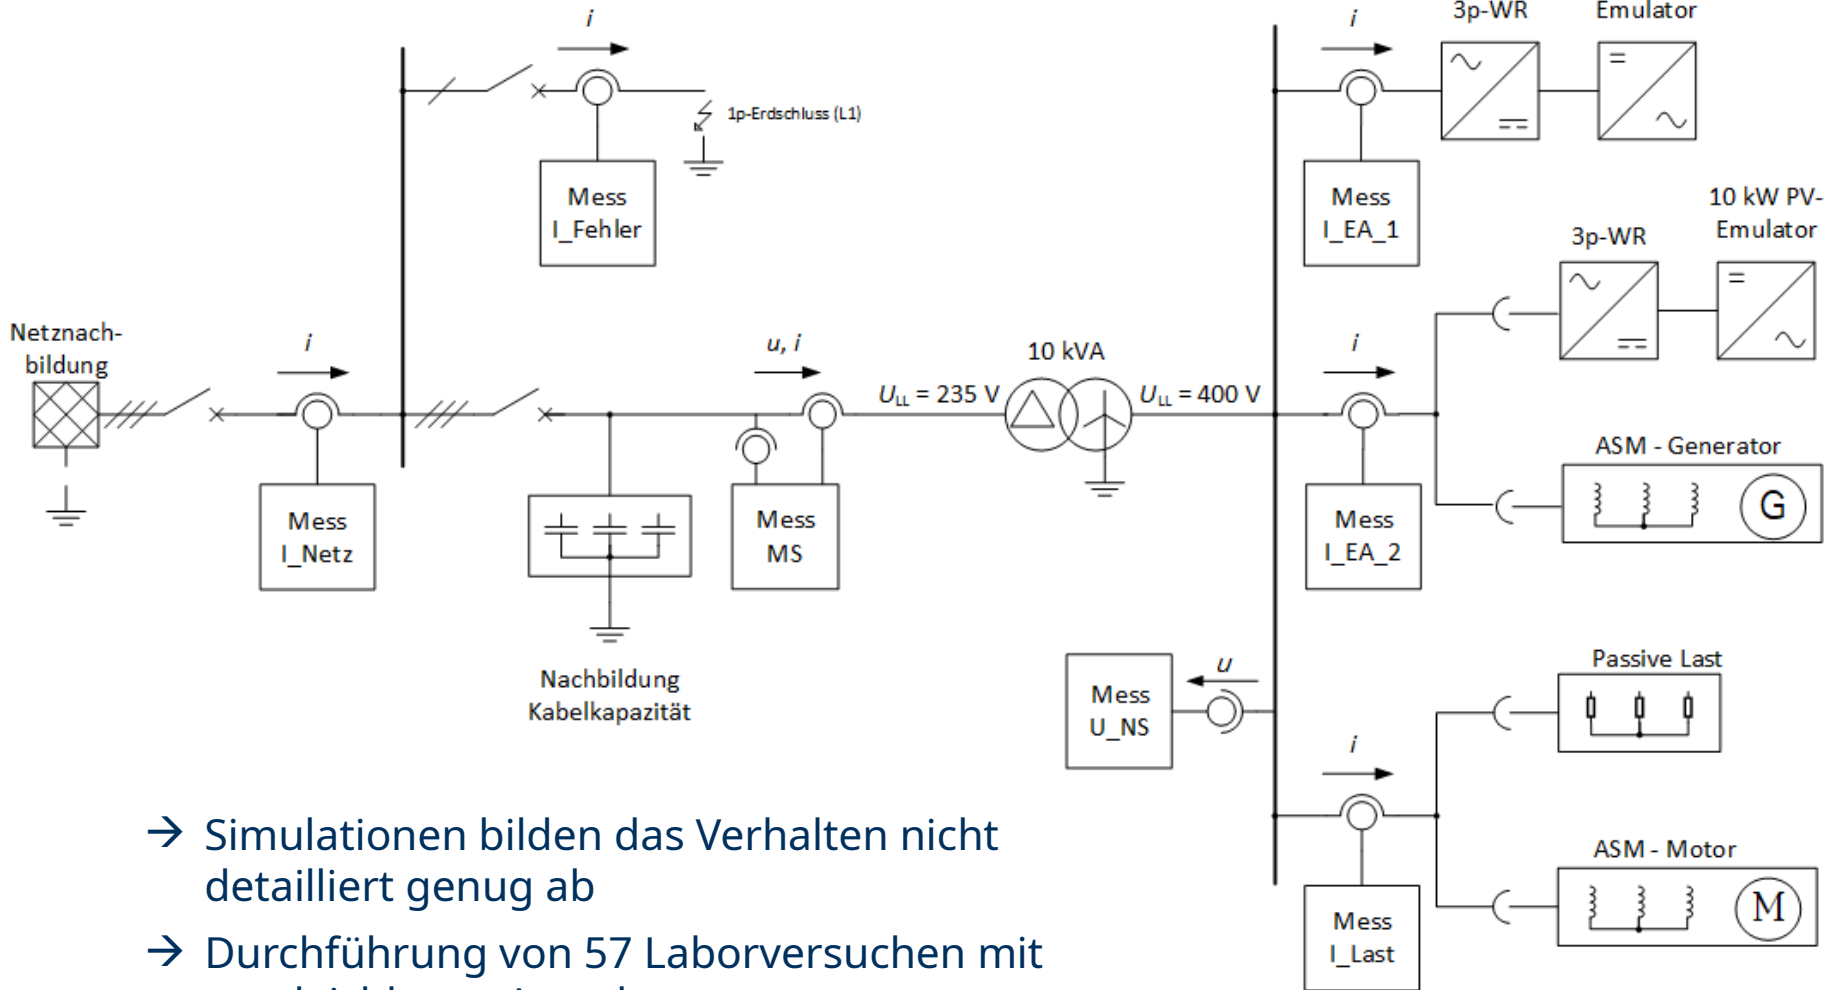 i
i
3p-WR
Emulator
1p-Erdschluss (L1)
Mess
I_Fehler
Mess
I_EA_1
10 kW PV-
Emulator
3p-WR
Netznach-
bildung
i
u, i
10 kVA
U_LL = 235 V
U_LL = 400 V
i
ASM - Generator
G
Mess
I_Netz
Mess
MS
Mess
I_EA_2
Nachbildung
Kabelkapazität
Mess
U_NS
u
Passive Last
i
ASM - Motor
M
Mess
I_Last
→ Simulationen bilden das Verhalten nicht
detailliert genug ab
→ Durchführung von 57 Laborversuchen mit